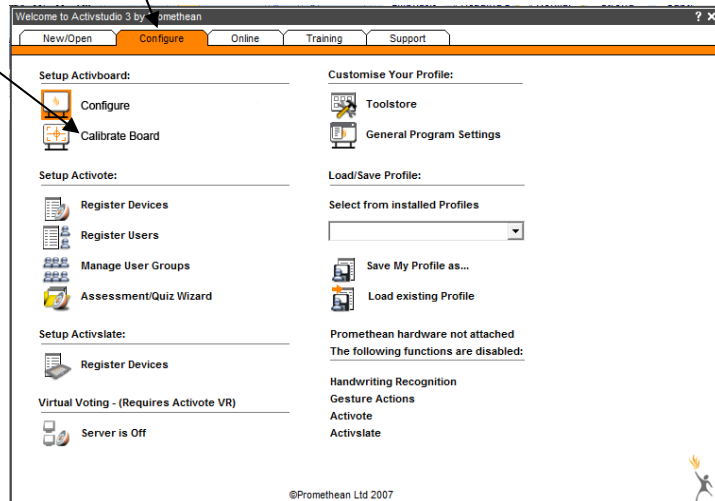 Welcome to Activstudio 3 by Promethean
? X
New/Open Configure Online Training Support
Setup Activboard:
Configure
Calibrate Board
Setup Activote:
Register Devices
Register Users
Manage User Groups
Assessment/Quiz Wizard
Setup Activslate:
Register Devices
Virtual Voting - (Requires Activote VR)
Server is Off
Customise Your Profile:
Toolstore
General Program Settings
Load/Save Profile:
Select from installed Profiles
Save My Profile as...
Load existing Profile
Promethean hardware not attached
The following functions are disabled:
Handwriting Recognition
Gesture Actions
Activote
Activslate
©Promethean Ltd 2007